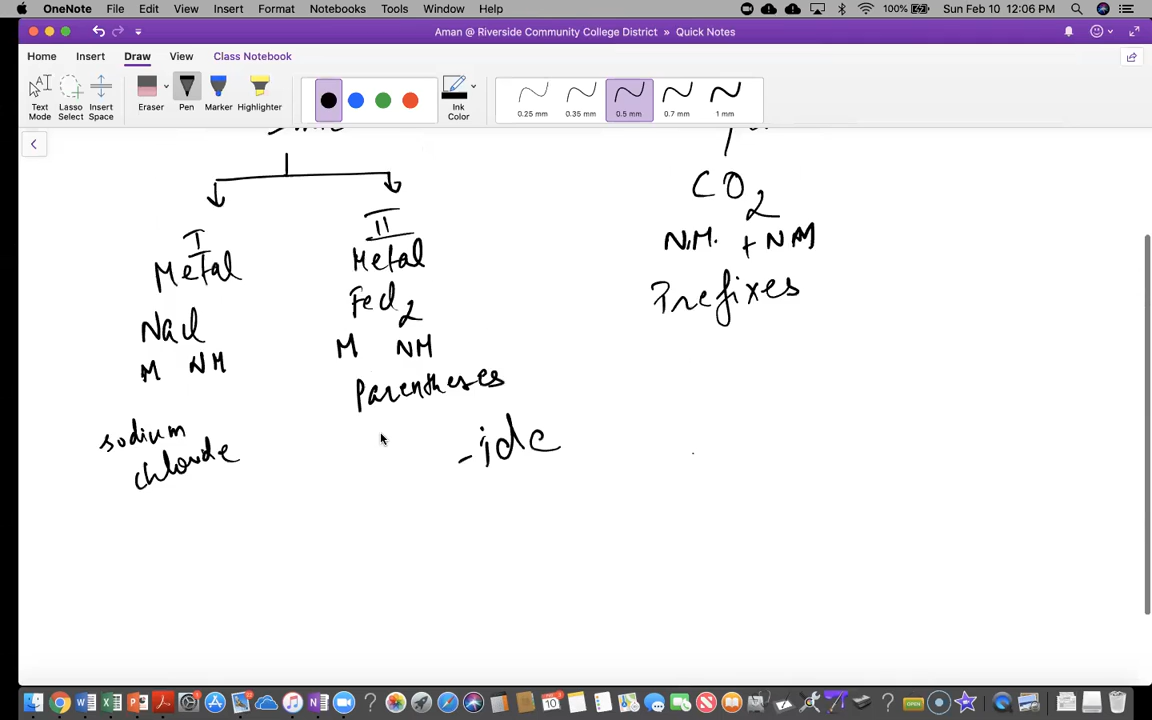 OneNote File Edit View Insert Format Notebooks Tools Window Help 100% Sun Feb 10 12:06 PM
Aman @ Riverside Community College District » Quick Notes
Home Insert Draw View Class Notebook
Text Mode Lasso Select Insert Space Eraser Pen Marker Highlighter Ink Color 0.25 mm 0.35 mm 0.5 mm 0.7 mm 1 mm
I
Metal
NaCl
M NM
sodium
chloride
II
Metal
FeCl2
M NM
Parentheses
-ide
CO2
N.M. + NM
Prefixes